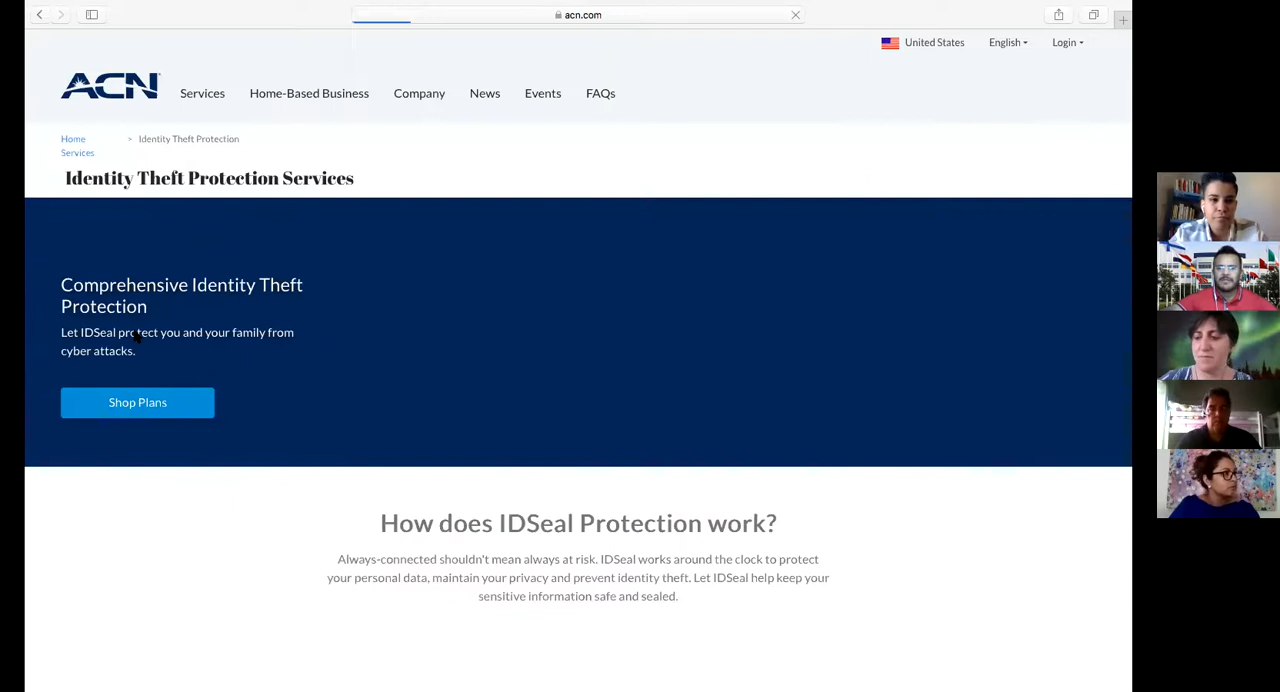 acn.com
United States
English
Login
ACN
Services
Home-Based Business
Company
News
Events
FAQs
Home
> Identity Theft Protection
Services
Identity Theft Protection Services
Comprehensive Identity Theft
Protection
Let IDSeal protect you and your family from
cyber attacks.
Shop Plans
How does IDSeal Protection work?
Always-connected shouldn't mean always at risk. IDSeal works around the clock to protect
your personal data, maintain your privacy and prevent identity theft. Let IDSeal help keep your
sensitive information safe and sealed.